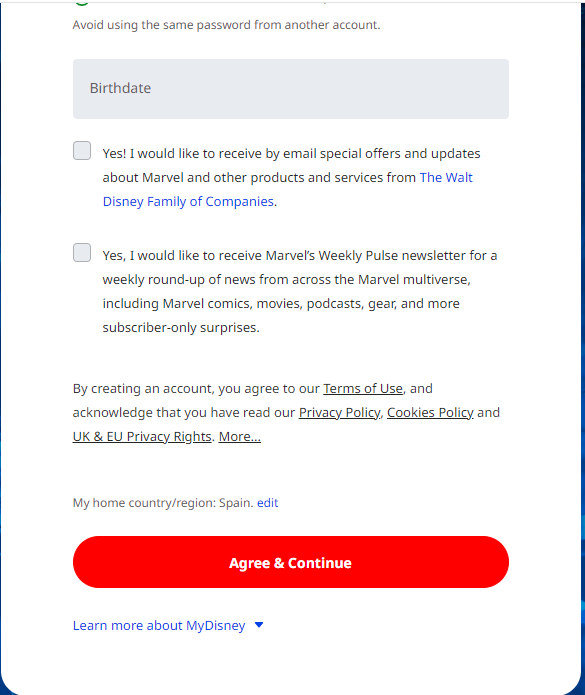 Avoid using the same password from another account.
Birthdate
Yes! I would like to receive by email special offers and updates
about Marvel and other products and services from The Walt
Disney Family of Companies.
Yes, I would like to receive Marvel's Weekly Pulse newsletter for a
weekly round-up of news from across the Marvel multiverse,
including Marvel comics, movies, podcasts, gear, and more
subscriber-only surprises.
By creating an account, you agree to our Terms of Use, and
acknowledge that you have read our Privacy Policy, Cookies Policy and
UK & EU Privacy Rights. More...
My home country/region: Spain. edit
Agree & Continue
Learn more about MyDisney